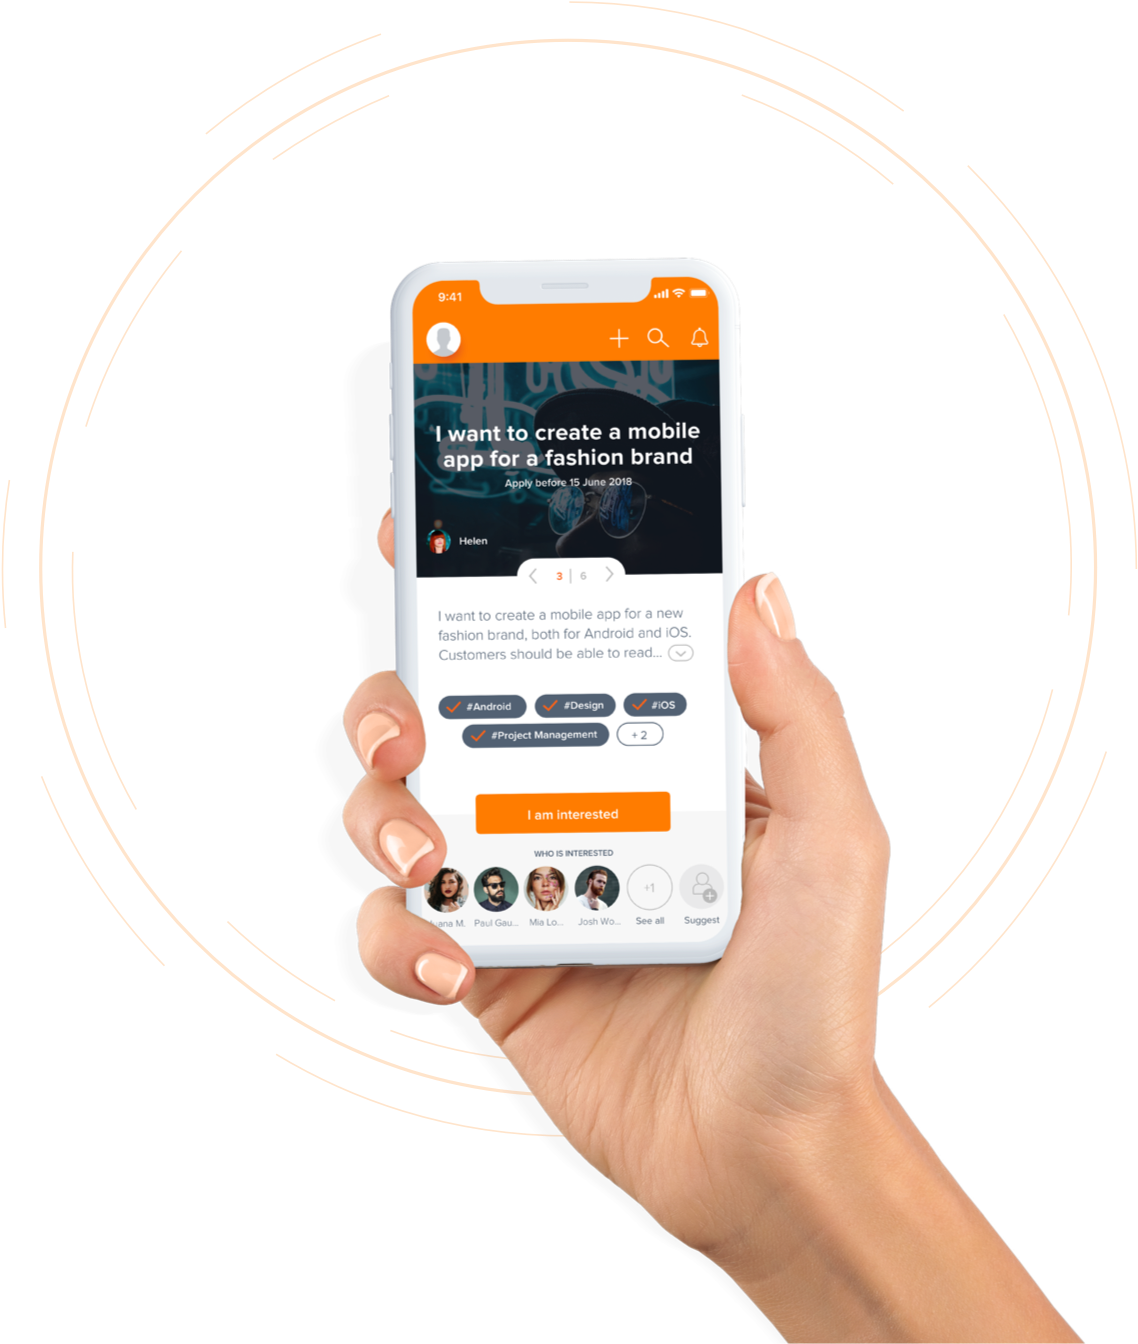 9:41
I want to create a mobile
app for a fashion brand
Apply before 15 June 2018
Helen
3 | 6
I want to create a mobile app for a new
fashion brand, both for Android and iOS.
Customers should be able to read...
#Android #Design #iOS
#Project Management +2
I am interested
WHO IS INTERESTED
+1
M. Paul Gau... Mia Lo... Josh Wo... See all Suggest